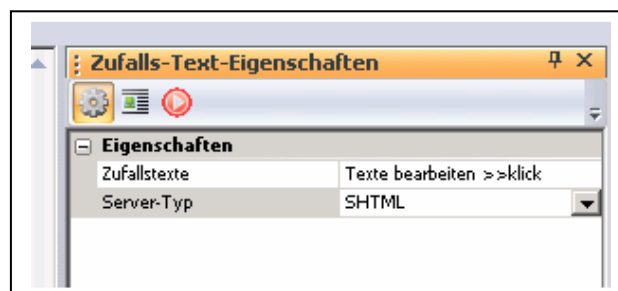 Zufalls-Text-Eigenschaften
Eigenschaften
Zufallstexte Texte bearbeiten >>klick
Server-Typ SHTML